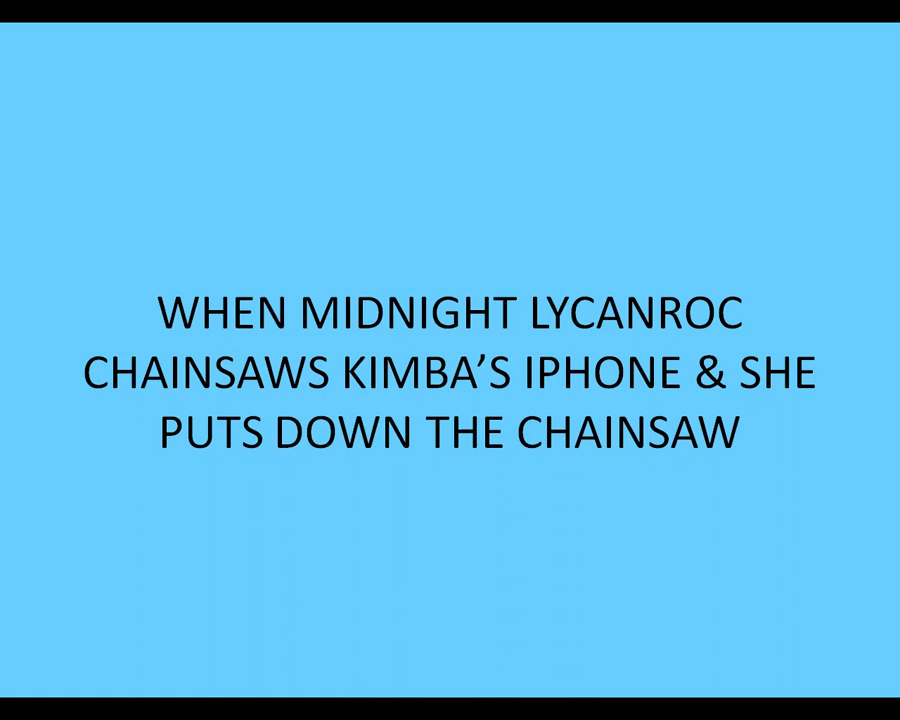 WHEN MIDNIGHT LYCANROC
CHAINSAWS KIMBA’S IPHONE & SHE
PUTS DOWN THE CHAINSAW